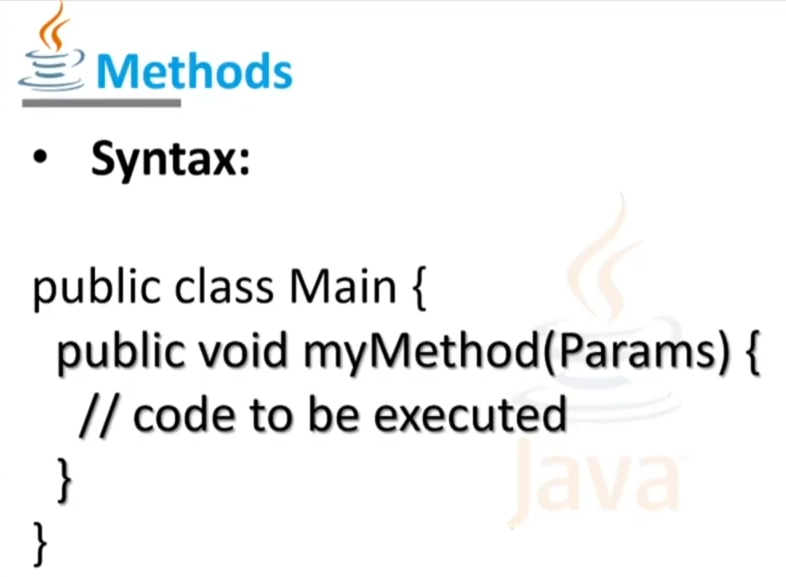 Methods
• Syntax:
public class Main {
public void myMethod(Params) {
// code to be executed
}
}
Java